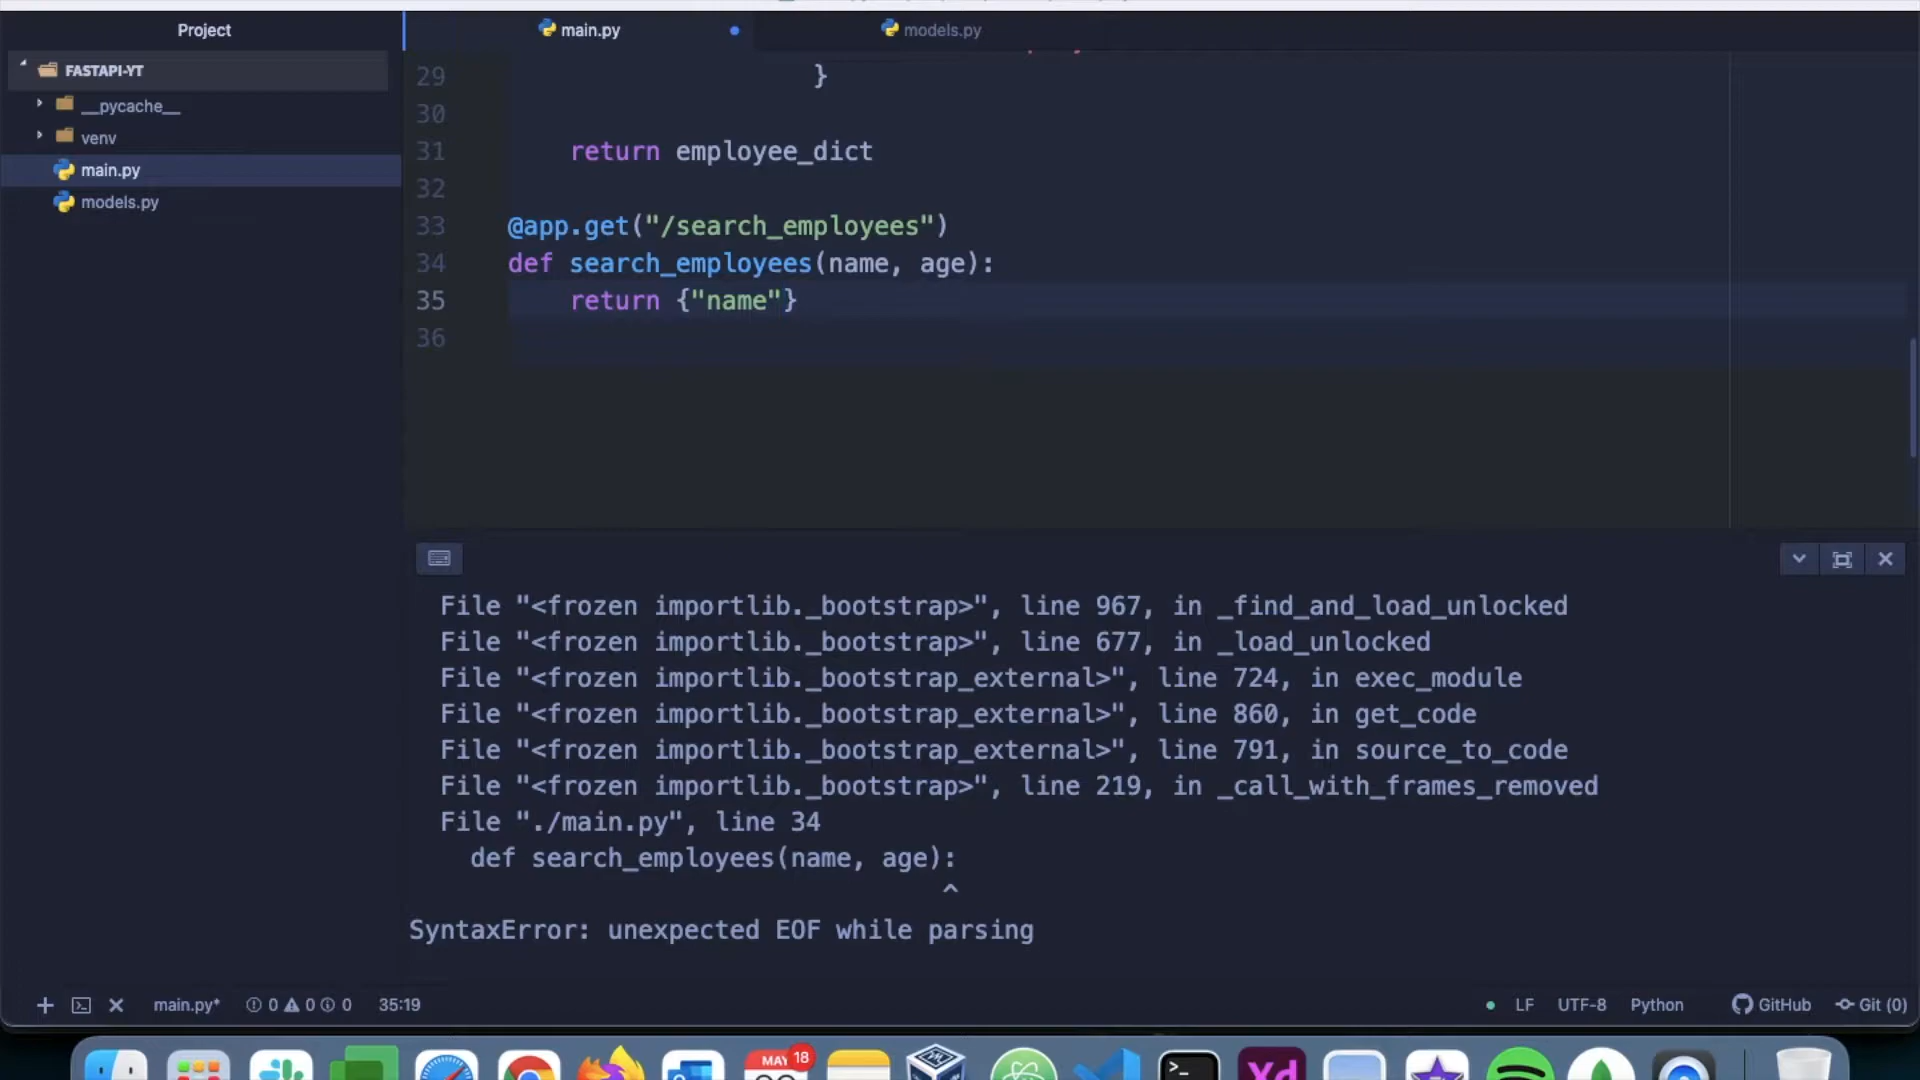 Project
main.py
models.py
FASTAPI-YT
__pycache__
venv
main.py
models.py
29 }
30
31 return employee_dict
32
33 @app.get("/search_employees")
34 def search_employees(name, age):
35 return {"name"}
36
File "<frozen importlib._bootstrap>", line 967, in _find_and_load_unlocked
File "<frozen importlib._bootstrap>", line 677, in _load_unlocked
File "<frozen importlib._bootstrap_external>", line 724, in exec_module
File "<frozen importlib._bootstrap_external>", line 860, in get_code
File "<frozen importlib._bootstrap_external>", line 791, in source_to_code
File "<frozen importlib._bootstrap>", line 219, in _call_with_frames_removed
File "./main.py", line 34
def search_employees(name, age):
^
SyntaxError: unexpected EOF while parsing
main.py* 0 0 0 35:19 LF UTF-8 Python GitHub Git (0)
MAY 18
Xd